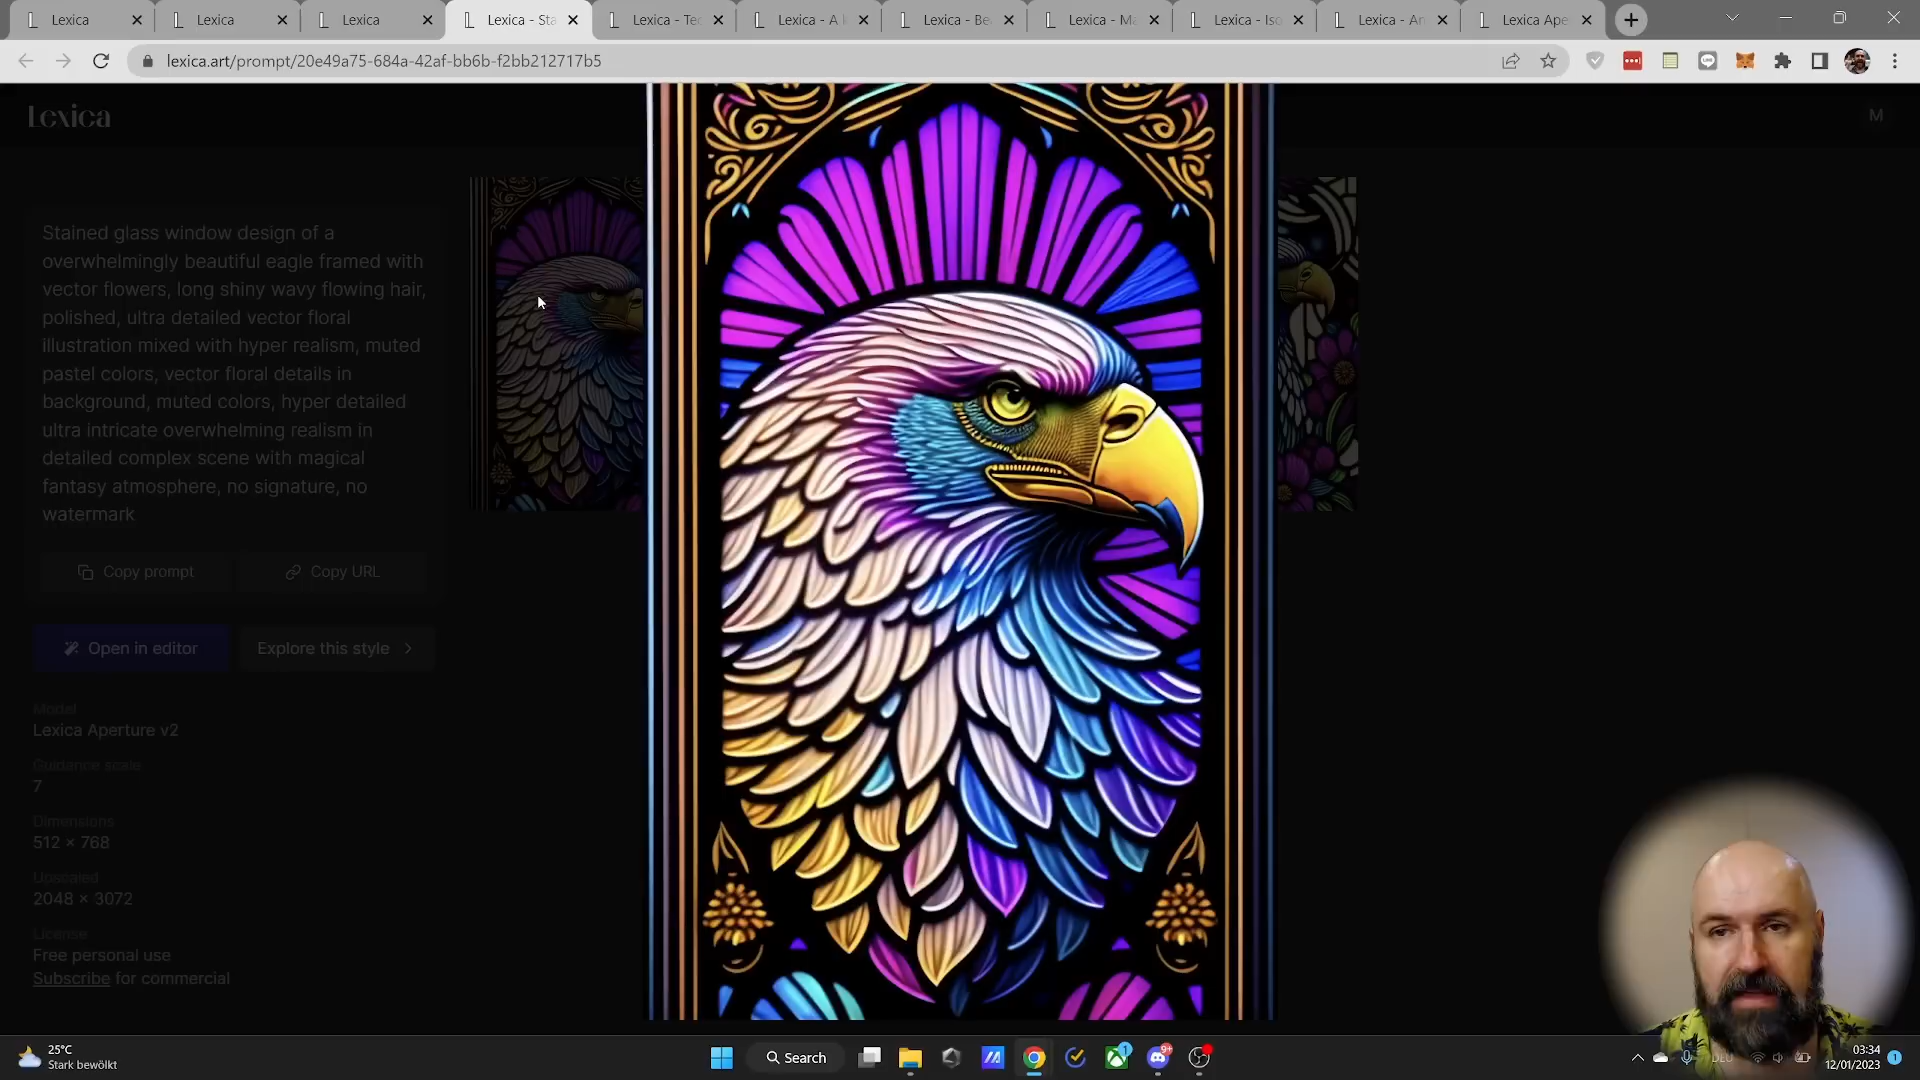 Lexica
Lexica
Lexica
Lexica - Sta
Lexica - Te
Lexica - A
Lexica - Be
Lexica - Ma
Lexica - Iso
Lexica - An
Lexica Ape
lexica.art/prompt/20e49a75-684a-42af-bb6b-f2bb212717b5
Lexica
M
Stained glass window design of a
overwhelmingly beautiful eagle framed with
vector flowers, long shiny wavy flowing hair,
polished, ultra detailed vector floral
illustration mixed with hyper realism, muted
pastel colors, vector floral details in
background, muted colors, hyper detailed
ultra intricate overwhelming realism in
detailed complex scene with magical
fantasy atmosphere, no signature, no
watermark
Copy prompt
Copy URL
Open in editor
Explore this style
Model
Lexica Aperture v2
Guidance scale
7
Dimensions
512 × 768
Upscaled
2048 × 3072
License
Free personal use
Subscribe for commercial
25°C
Stark bewölkt
Search
1
9+
DEU
03:34
12/01/2023
1